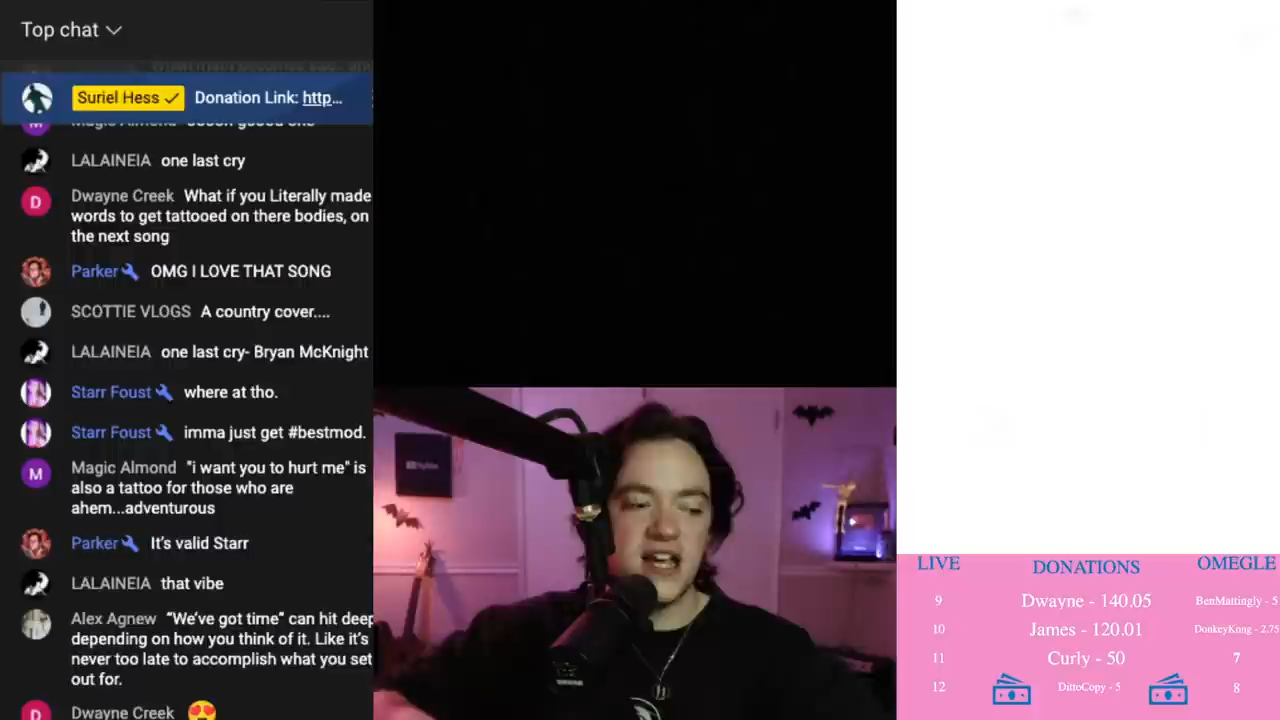 Top chat
Suriel Hess Donation Link: http...
Magic Almond
LALAINEIA one last cry
Dwayne Creek What if you Literally made
words to get tattooed on there bodies, on
the next song
Parker OMG I LOVE THAT SONG
SCOTTIE VLOGS A country cover....
LALAINEIA one last cry- Bryan McKnight
Starr Foust where at tho.
Starr Foust imma just get #bestmod.
M
Magic Almond "i want you to hurt me" is
also a tattoo for those who are
ahem...adventurous
Parker It's valid Starr
LALAINEIA that vibe
Alex Agnew “We’ve got time” can hit deep
depending on how you think of it. Like it’s
never too late to accomplish what you set
out for.
D
Dwayne Creek
LIVE
DONATIONS
OMEGLE
9
Dwayne - 140.05
BenMattingly - 5
10
James - 120.01
DonkeyKong - 2.75
11
Curly - 50
7
12
DittoCopy - 5
8